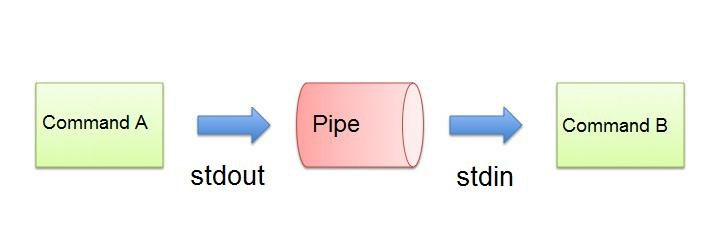 Command A
Pipe
Command B
stdout
stdin